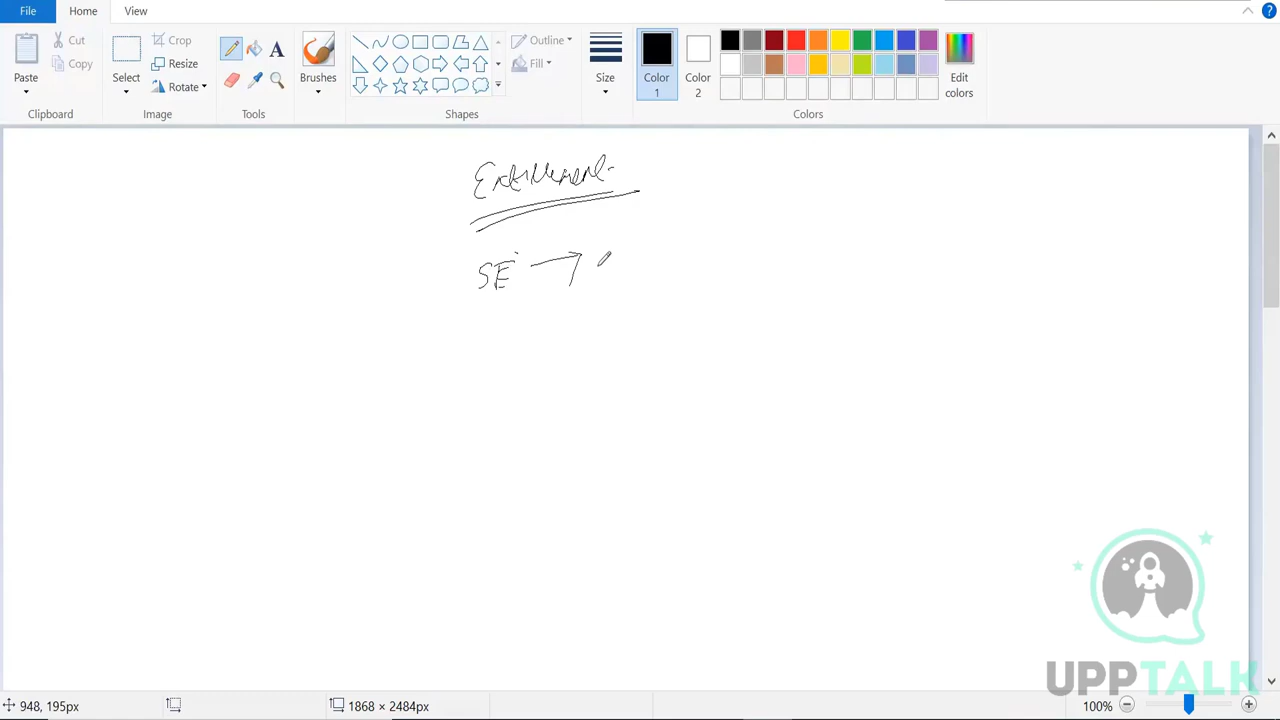 File Home View
Paste
Cut
Copy
Clipboard
Select
Crop
Resize
Rotate
Image
Tools
Brushes
Shapes
Outline
Fill
Size
Color 1
Color 2
Edit colors
Colors
Entitlement
SE →
UPPTALK
948, 195px 1868 × 2484px 100%